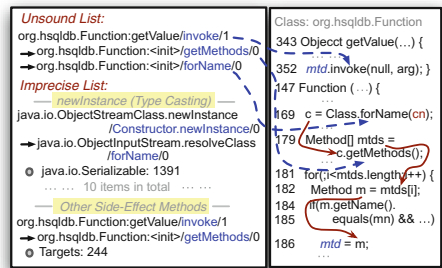 Unsound List:
org.hsqldb.Function:getValue/invoke/1
org.hsqldb.Function:<init>/getMethods/0
org.hsqldb.Function:<init>/forName/0
Imprecise List:
newInstance (Type Casting)
java.io.ObjectStreamClass.newInstance
/Constructor.newInstance/0
java.io.ObjectInputStream.resolveClass
/forName/0
java.io.Serializable: 1391
... ... 10 items in total ... ...
Other Side-Effect Methods
org.hsqldb.Function:getValue/invoke/1
org.hsqldb.Function:<init>/getMethods/0
Targets: 244
Class: org.hsqldb.Function
343 Objecct getValue(...) {
... ...
352 mtd.invoke(null, arg); }
147 Function (...) {
... ...
169 c = Class.forName(cn);
... ...
179 Method[] mtds =
c.getMethods();
181 for(;i<mtds.length;i++) {
182 Method m = mtds[i];
184 if(m.getName().
185 equals(mn) && ...)
... ...
186 mtd = m;